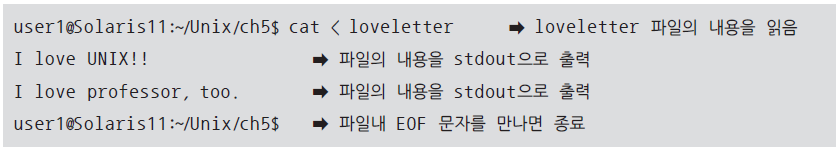 user1@Solaris11:~/Unix/ch5$ cat < loveletter ➡ loveletter 파일의 내용을 읽음
I love UNIX!! ➡ 파일의 내용을 stdout으로 출력
I love professor, too. ➡ 파일의 내용을 stdout으로 출력
user1@Solaris11:~/Unix/ch5$ ➡ 파일내 EOF 문자를 만나면 종료